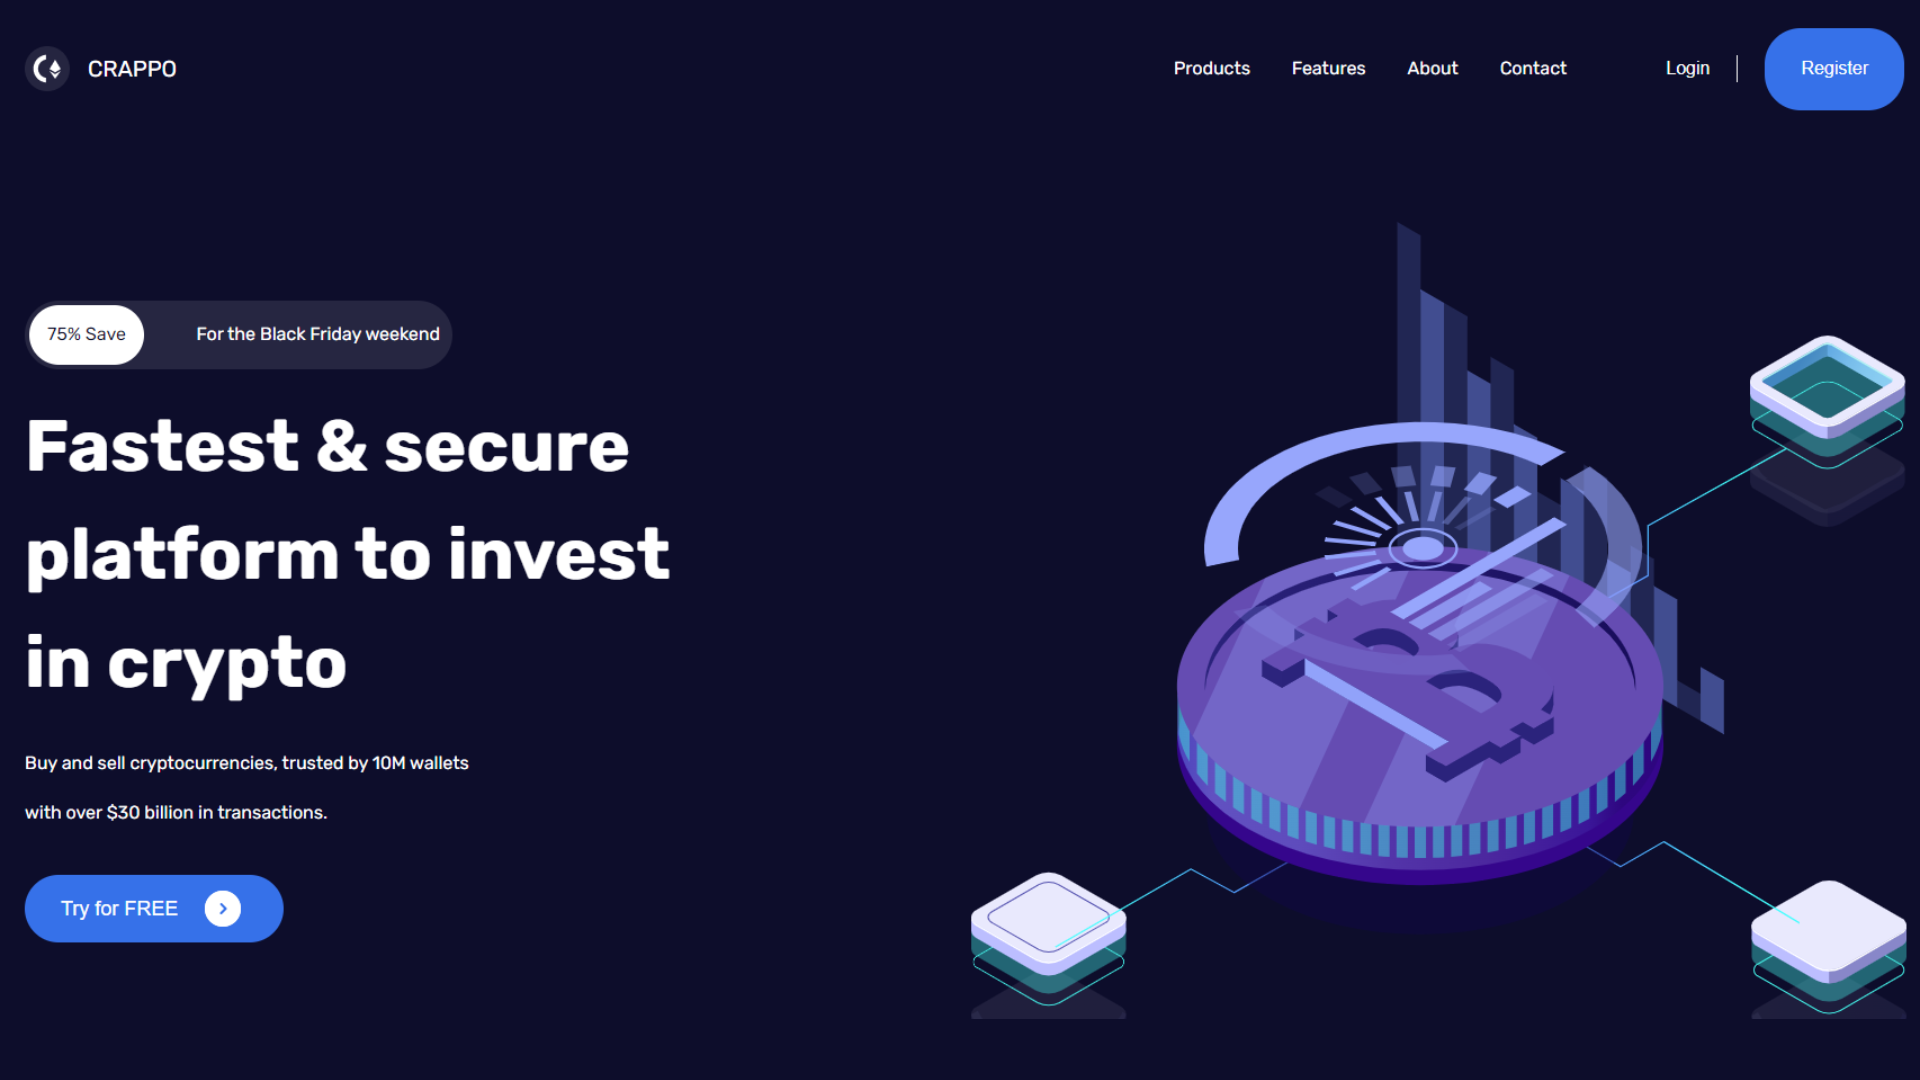 CRAPPO
Products
Features
About
Contact
Login
Register
75% Save
For the Black Friday weekend
Fastest & secure
platform to invest
in crypto
Buy and sell cryptocurrencies, trusted by 10M wallets
with over $30 billion in transactions.
Try for FREE